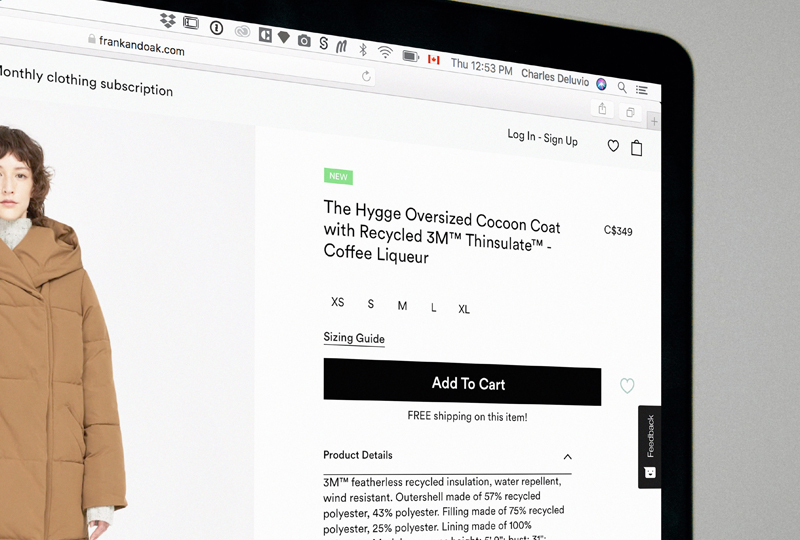 Thu 12:53 PM Charles Deluvio
frankandoak.com
Monthly clothing subscription
Log In - Sign Up
NEW
The Hygge Oversized Cocoon Coat
with Recycled 3M™ Thinsulate™ -
Coffee Liqueur
C$349
XS S M L XL
Sizing Guide
Add To Cart
FREE shipping on this item!
Feedback
Product Details
3M™ featherless recycled insulation, water repellent,
wind resistant. Outershell made of 57% recycled
polyester, 43% polyester. Filling made of 75% recycled
polyester, 25% polyester. Lining made of 100%